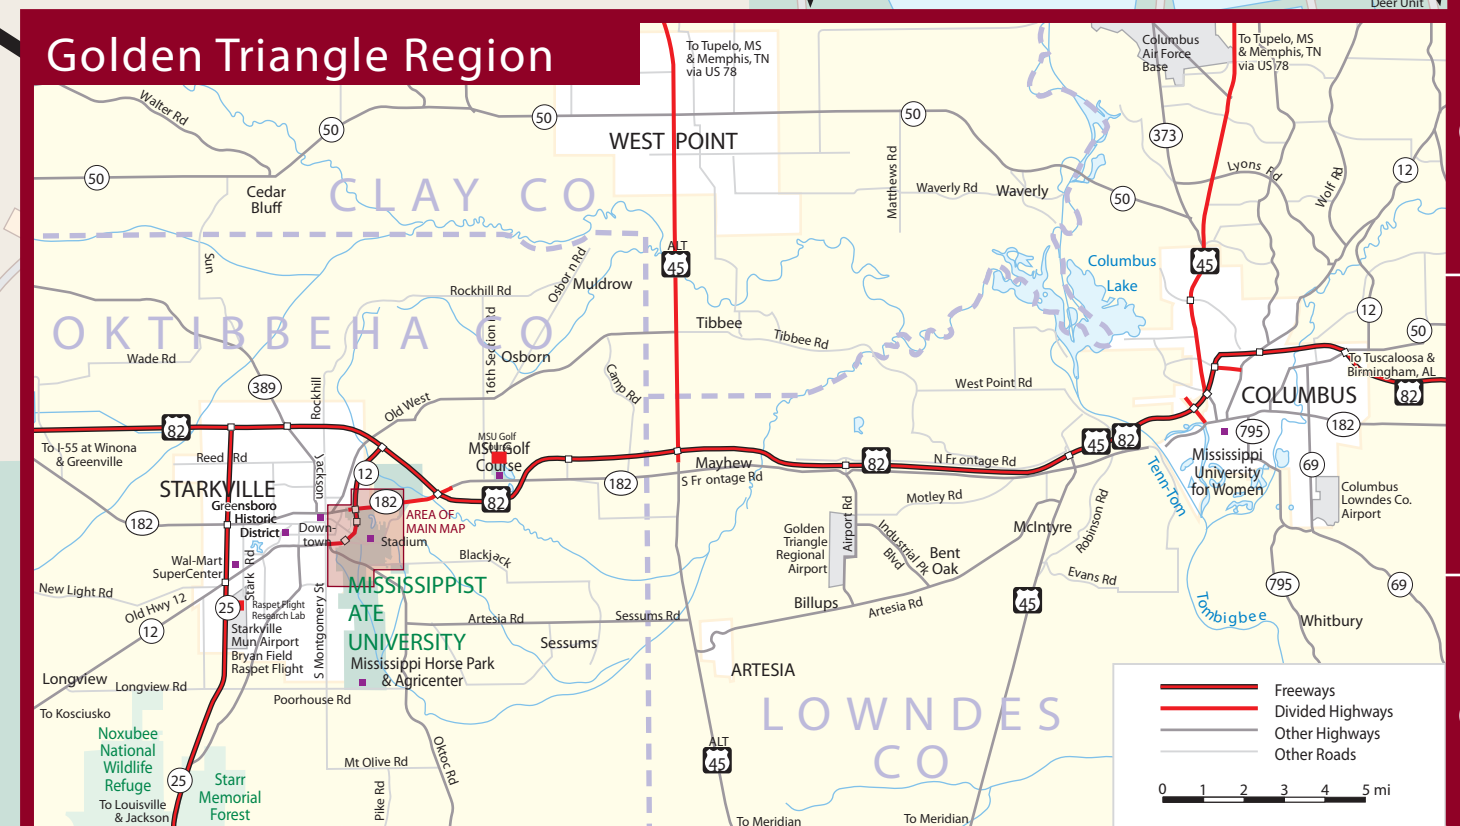 Deer Unit
Golden Triangle Region
To Tupelo, MS
& Memphis, TN
via US 78
Columbus
Air Force
Base
To Tupelo, MS
& Memphis, TN
via US 78
Walter Rd
50
50
50
50
373
WEST POINT
Lyons Rd
Wolf Rd
12
Matthews Rd
Waverly Rd
Waverly
50
Cedar
Bluff
CLAY CO
Sun
ALT
45
45
Columbus
Lake
Osborn Rd
Muldrow
Rockhill Rd
OKTIBBEHA CO
16th Section Rd
Tibbee
Tibbee Rd
12
50
Wade Rd
Osborn
To Tuscaloosa &
Birmingham, AL
82
389
Rockhill
Camp Rd
West Point Rd
COLUMBUS
Old West
182
82
795
To I-55 at Winona
& Greenville
Reed Rd
Jackson
12
MSU Golf
Course
MSU Golf
Course
45
82
82
N Frontage Rd
Mayhew
S Frontage Rd
182
Mississippi
University
for Women
69
Tenn-Tom
STARKVILLE
Greensboro
Historic
District
182
82
AREA OF
MAIN MAP
Columbus
Lowndes Co.
Airport
182
Down-
town
Stadium
Motley Rd
Airport Rd
Industrial Pk
Blvd
Golden
Triangle
Regional
Airport
McIntyre
Robinson Rd
Bent
Oak
Wal-Mart
SuperCenter
Stark Rd
Blackjack
Evans Rd
New Light Rd
Old Hwy 12
12
25
Raspet Flight
Research Lab
Starkville
Mun Airport
Bryan Field
Raspet Flight
S Montgomery St
MISSISSIPPIST
ATE
UNIVERSITY
Mississippi Horse Park
& Agricenter
Artesia Rd
Sessums Rd
Sessums
Billups
Artesia Rd
45
Tombigbee
795
69
Whitbury
ARTESIA
Longview
Longview Rd
Poorhouse Rd
To Kosciusko
LOWNDES
CO
Noxubee
National
Wildlife
Refuge
25
Starr
Memorial
Forest
Mt Olive Rd
Oktoc Rd
Pike Rd
ALT
45
To Louisville
& Jackson
To Meridian
To Meridian
Freeways
Divided Highways
Other Highways
Other Roads
0 1 2 3 4 5 mi